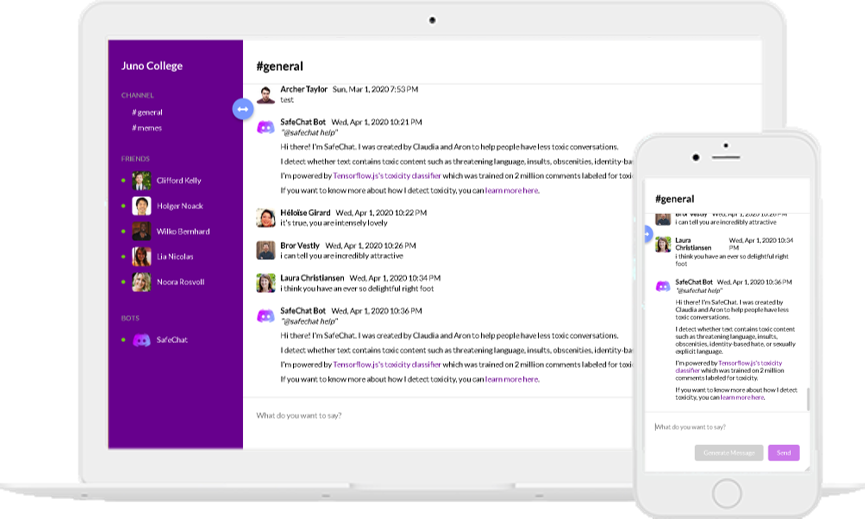 Juno College
CHANNEL
# general
# memes
FRIENDS
Clifford Kelly
Holger Noack
Wilko Bernhard
Lia Nicolas
Noora Rosvoll
BOTS
SafeChat
#general
Archer Taylor Sun, Mar 1, 2020 7:53 PM
test
SafeChat Bot Wed, Apr 1, 2020 10:21 PM
"@safechat help"
Hi there! I'm SafeChat. I was created by Claudia and Aron to help people have less toxic conversations.
I detect whether text contains toxic content such as threatening language, insults, obscenities, identity-ba
I'm powered by Tensorflow.js's toxicity classifier which was trained on 2 million comments labeled for toxi
If you want to know more about how I detect toxicity, you can learn more here.
Héloïse Girard Wed, Apr 1, 2020 10:22 PM
it's true, you are intensely lovely
Bror Vestly Wed, Apr 1, 2020 10:26 PM
i can tell you are incredibly attractive
Laura Christiansen Wed, Apr 1, 2020 10:34 PM
i think you have an ever so delightful right foot
SafeChat Bot Wed, Apr 1, 2020 10:36 PM
"@safechat help"
Hi there! I'm SafeChat. I was created by Claudia and Aron to help people have less toxic conversations.
I detect whether text contains toxic content such as threatening language, insults, obscenities, identity-ba
I'm powered by Tensorflow.js's toxicity classifier which was trained on 2 million comments labeled for toxi
If you want to know more about how I detect toxicity, you can learn more here.
What do you want to say?
#general
Bror Vestly Wed, Apr 1, 2020 10:26 PM
i can tell you are incredibly attractive
Laura Wed, Apr 1, 2020 10:34
Christiansen PM
i think you have an ever so delightful right
foot
SafeChat Bot Wed, Apr 1, 2020 10:36 PM
"@safechat help"
Hi there! I'm SafeChat. I was created by
Claudia and Aron to help people have less
toxic conversations.
I detect whether text contains toxic content
such as threatening language, insults,
obscenities, identity-based hate, or sexually
explicit language.
I'm powered by Tensorflow.js's toxicity
classifier which was trained on 2 million
comments labeled for toxicity.
If you want to know more about how I detect
toxicity, you can learn more here.
What do you want to say?
Generate Message
Send